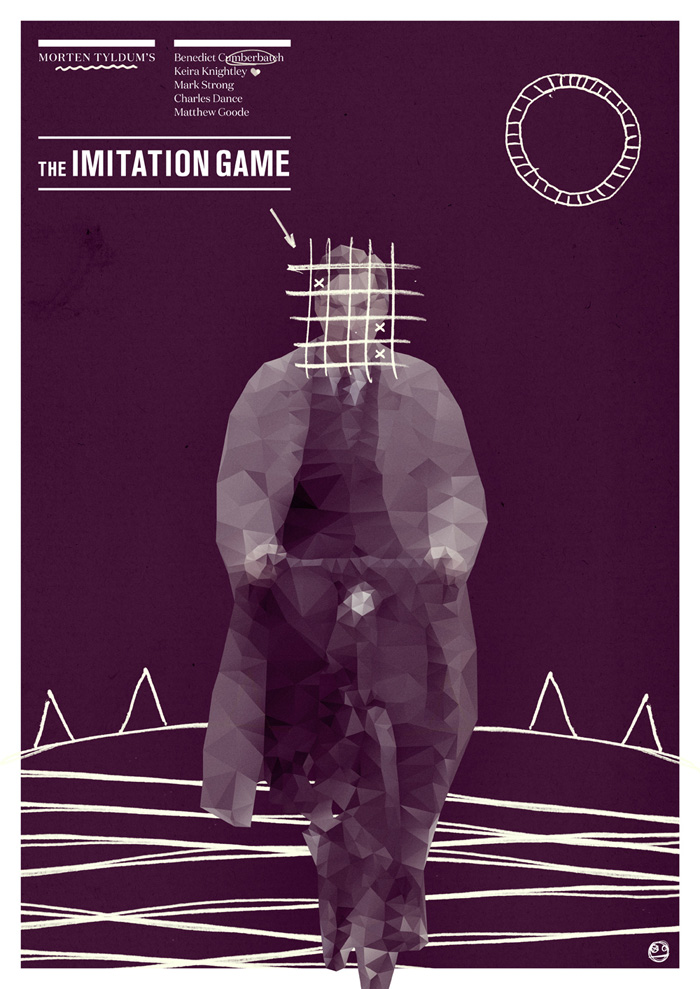 MORTEN TYLDUM'S
Benedict Cumberbatch
Keira Knightley
Mark Strong
Charles Dance
Matthew Goode
THE IMITATION GAME
x
x
x